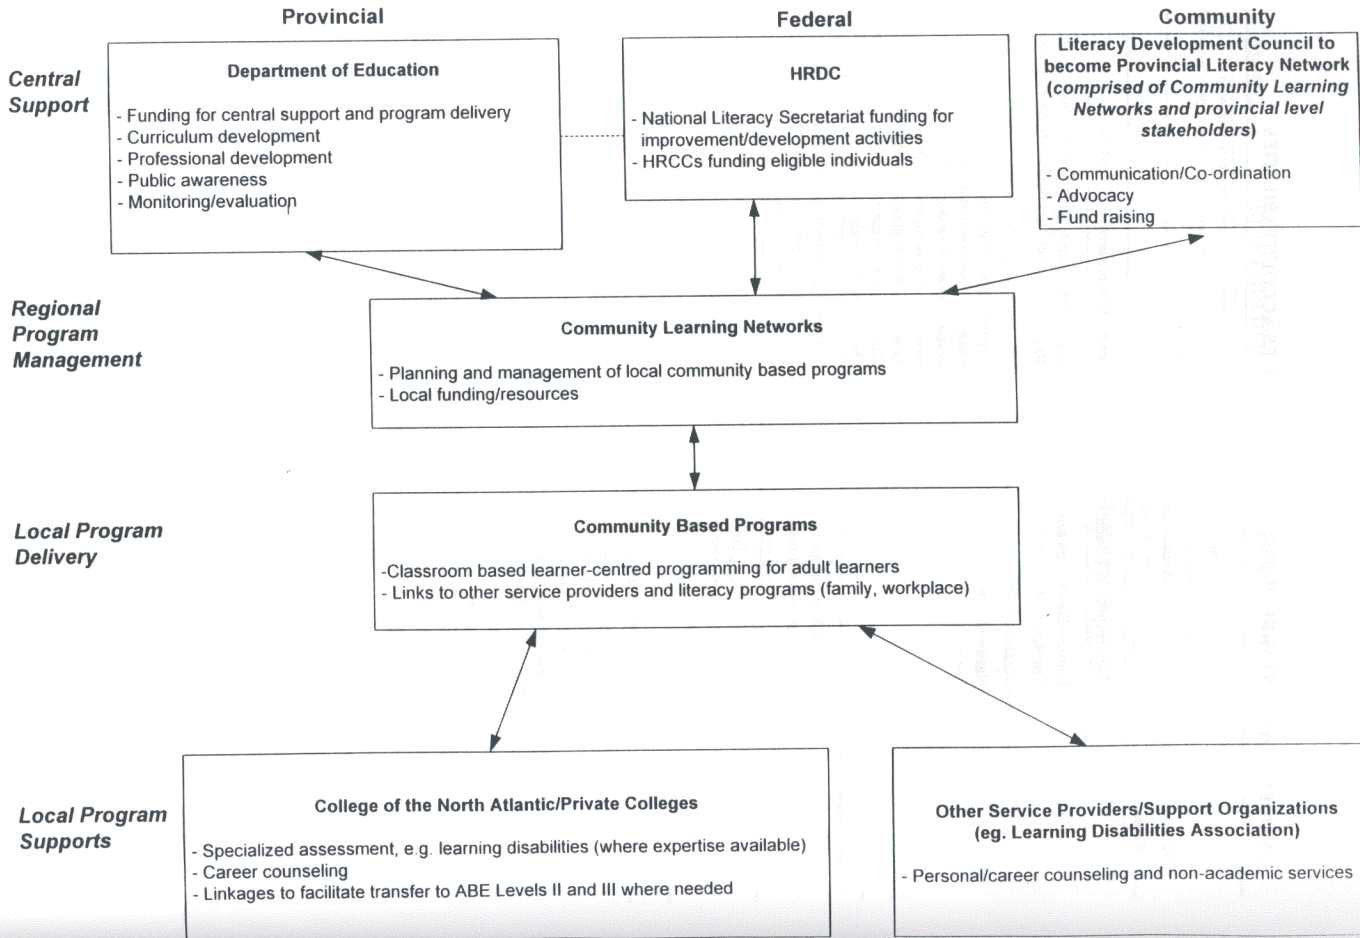 Provincial
Federal
Community
Central
Support
Department of Education
- Funding for central support and program delivery
- Curriculum development
- Professional development
- Public awareness
- Monitoring/evaluation
HRDC
- National Literacy Secretariat funding for
improvement/development activities
- HRCCs funding eligible individuals
Literacy Development Council to
become Provincial Literacy Network
(comprised of Community Learning
Networks and provincial level
stakeholders)
- Communication/Co-ordination
- Advocacy
- Fund raising
Regional
Program
Management
Community Learning Networks
- Planning and management of local community based programs
- Local funding/resources
Local Program
Delivery
Community Based Programs
-Classroom based learner-centred programming for adult learners
- Links to other service providers and literacy programs (family, workplace)
Local Program
Supports
College of the North Atlantic/Private Colleges
- Specialized assessment, e.g. learning disabilities (where expertise available)
- Career counseling
- Linkages to facilitate transfer to ABE Levels II and III where needed
Other Service Providers/Support Organizations
(eg. Learning Disabilities Association)
- Personal/career counseling and non-academic services